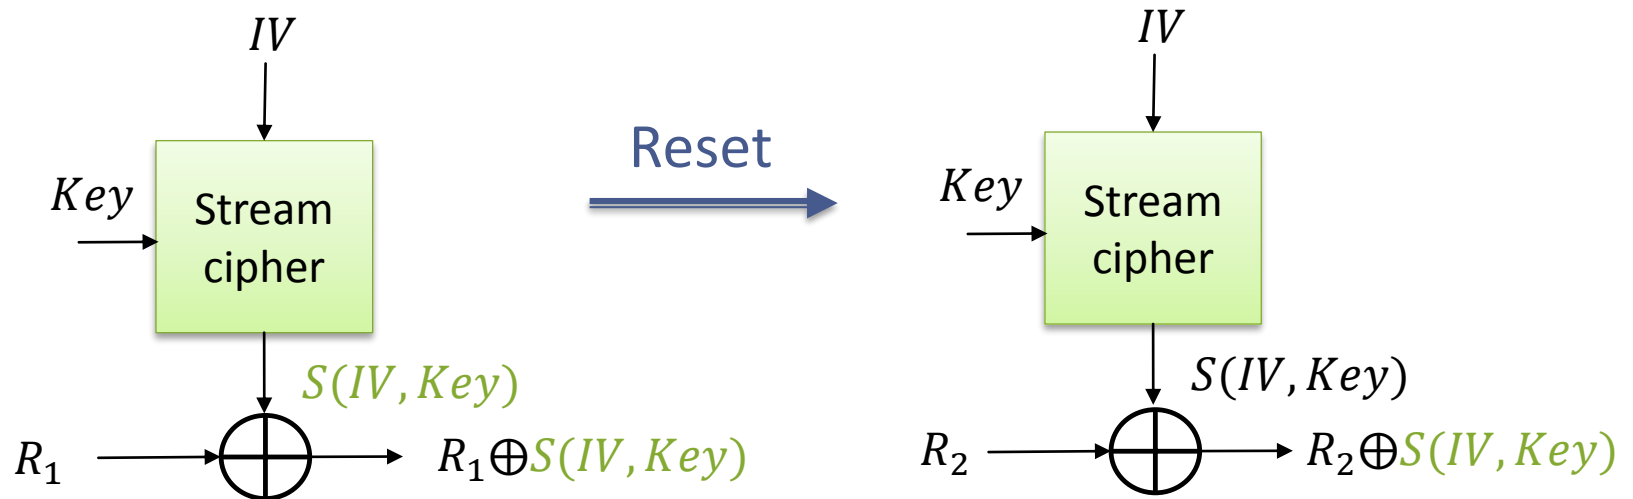 IV
Key
Stream
cipher
S(IV, Key)
R₁
R₁⊕S(IV, Key)
Reset
IV
Key
Stream
cipher
S(IV, Key)
R₂
R₂⊕S(IV, Key)